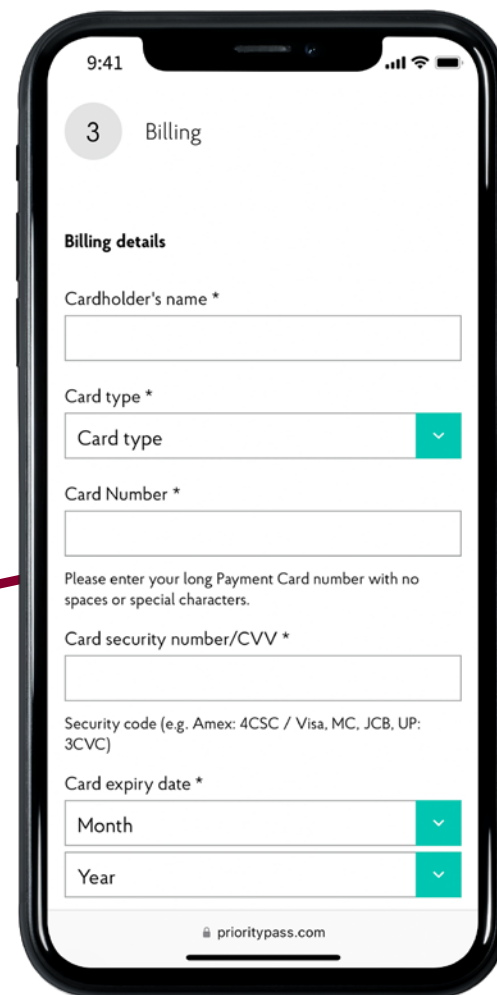 9:41
3 Billing
Billing details
Cardholder's name *
Card type *
Card type
Card Number *
Please enter your long Payment Card number with no
spaces or special characters.
Card security number/CVV *
Security code (e.g. Amex: 4CSC / Visa, MC, JCB, UP:
3CVC)
Card expiry date *
Month
Year
prioritypass.com